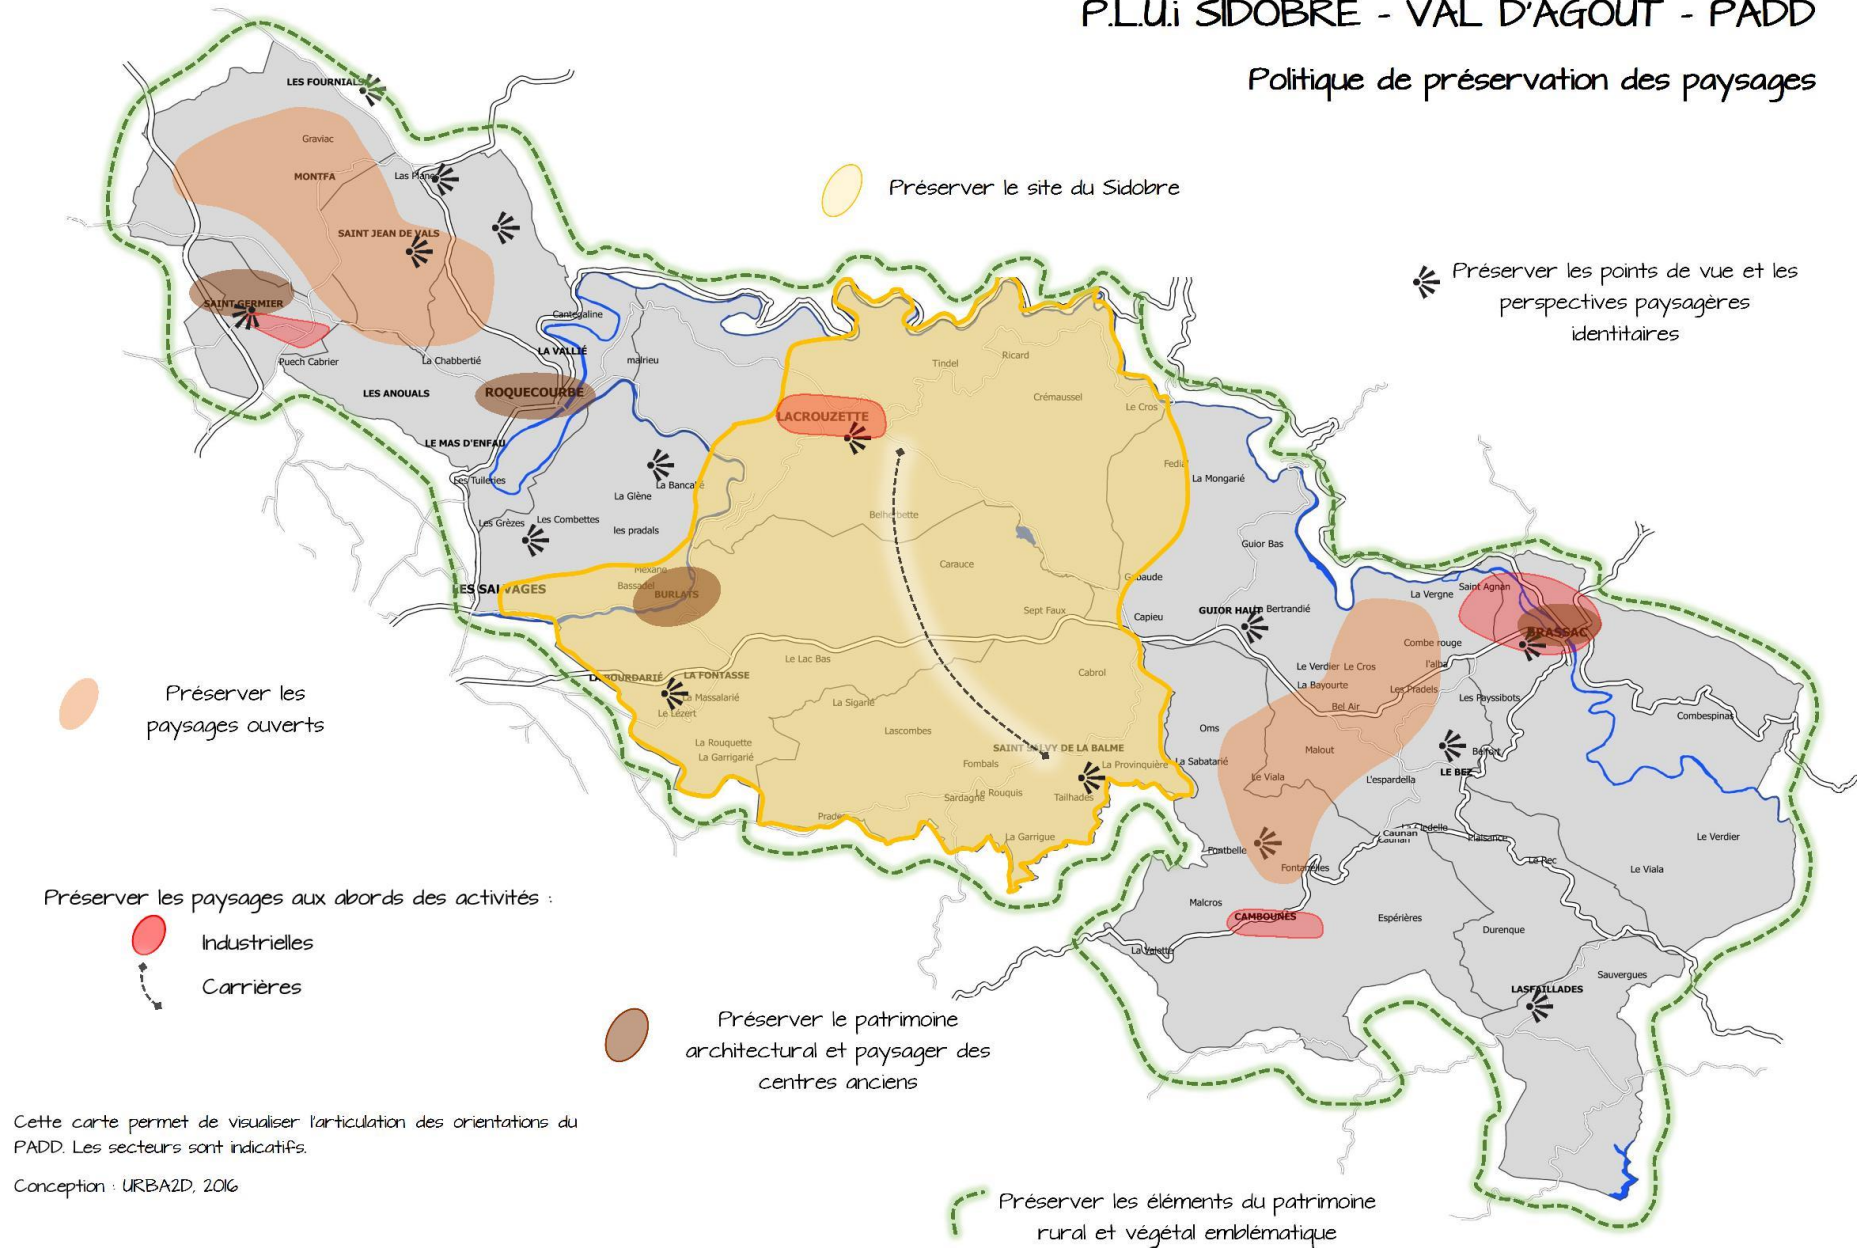 P.L.U.i SIDOBRE - VAL D'AGOUT - PADD
Politique de préservation des paysages
LES FOURNIALS
Graviac
MONTFA
Las Planes
SAINT JEAN DE VALS
SAINT GERMIER
Puech Cabrier
La Chabbertié
LES ANOUALS
Cantegaline
LA VALLIÉ
malrieu
ROQUECOURBE
LE MAS D'ENFAU
Les Tuileries
La Glène
Les Grèzes
Les Combettes
les pradals
Mexane
Bassadel
BURLATS
LES SALVAGES
LACROUZETTE
Tindel
Ricard
Crémaussel
Le Cros
Belherbette
Carauce
Sept Faux
Le Lac Bas
LA BOURDARIÉ
LA FONTASSE
La Massalarié
Le Lézert
La Sigarié
La Rouquette
La Garrigarié
Lascombes
Cabrol
SAINT SALVY DE LA BALME
Fombals
La Provinquière
Le Rouquis
Sardagne
Tailhades
La Garrigue
La Mongarié
Guior Bas
Capieu
GUIOR HAUT
Bertrandié
La Vergne
Saint Agnan
BRASSAC
Combe rouge
l'alba
Le Verdier
Le Cros
La Bayourte
Les Pradels
Bel Air
Les Payssibots
Combespinas
Oms
Malout
La Sabatarié
Le Viala
L'espardella
LE BEZ
Belfort
Caunan
Caunan
Plaisance
Le Rec
Le Verdier
Le Viala
Fontbelle
Fontanelles
Malcros
CAMBOUNÈS
Espérières
Durenque
La Valette
Sauvergues
LASFAILLADES
Préserver le site du Sidobre
Préserver les points de vue et les
perspectives paysagères
identitaires
Préserver les
paysages ouverts
Préserver les paysages aux abords des activités :
Industrielles
Carrières
Préserver le patrimoine
architectural et paysager des
centres anciens
Cette carte permet de visualiser l'articulation des orientations du
PADD. Les secteurs sont indicatifs.
Conception : URBA2D, 2016
Préserver les éléments du patrimoine
rural et végétal emblématique